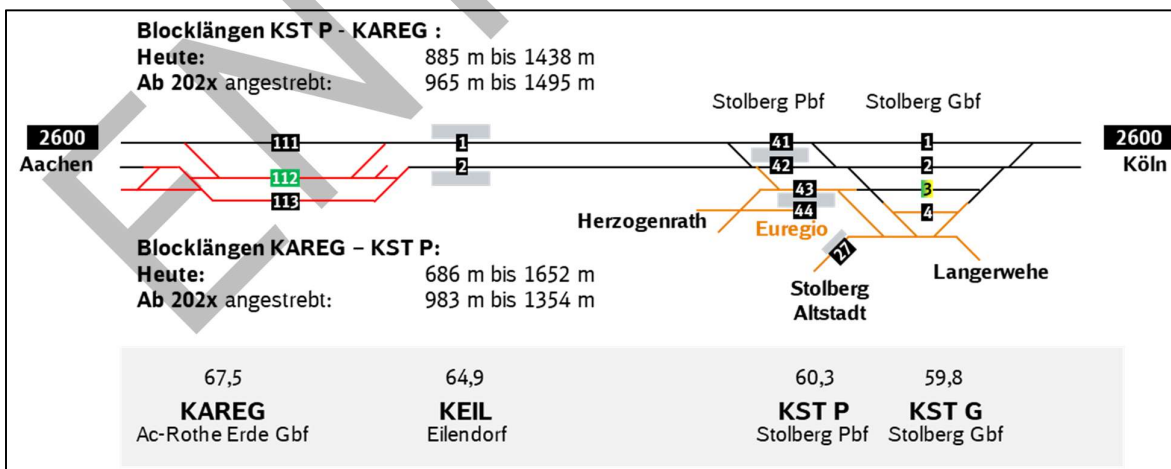 Blocklängen KST P - KAREG :
Heute: 885 m bis 1438 m
Ab 202x angestrebt: 965 m bis 1495 m
Stolberg Pbf Stolberg Gbf
2600 111 1 41 1 2600
Aachen 2 42 2 Köln
112 43 3
113 44 4
Herzogenrath Euregio
27
Blocklängen KAREG – KST P:
Heute: 686 m bis 1652 m
Ab 202x angestrebt: 983 m bis 1354 m
Langerwehe
Stolberg
Altstadt
67,5 64,9 60,3 59,8
KAREG KEIL KST P KST G
Ac-Rothe Erde Gbf Eilendorf Stolberg Pbf Stolberg Gbf